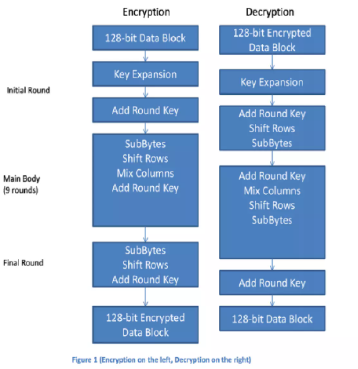 Encryption
128-bit Data Block
Key Expansion
Initial Round
Add Round Key
SubBytes
Shift Rows
Mix Columns
Add Round Key
Main Body
(9 rounds)
SubBytes
Shift Rows
Add Round Key
Final Round
128-bit Encrypted
Data Block
Decryption
128-bit Encrypted
Data Block
Key Expansion
Add Round Key
Shift Rows
SubBytes
Add Round Key
Mix Columns
Shift Rows
SubBytes
Add Round Key
128-bit Data Block
Figure 1 (Encryption on the left, Decryption on the right)